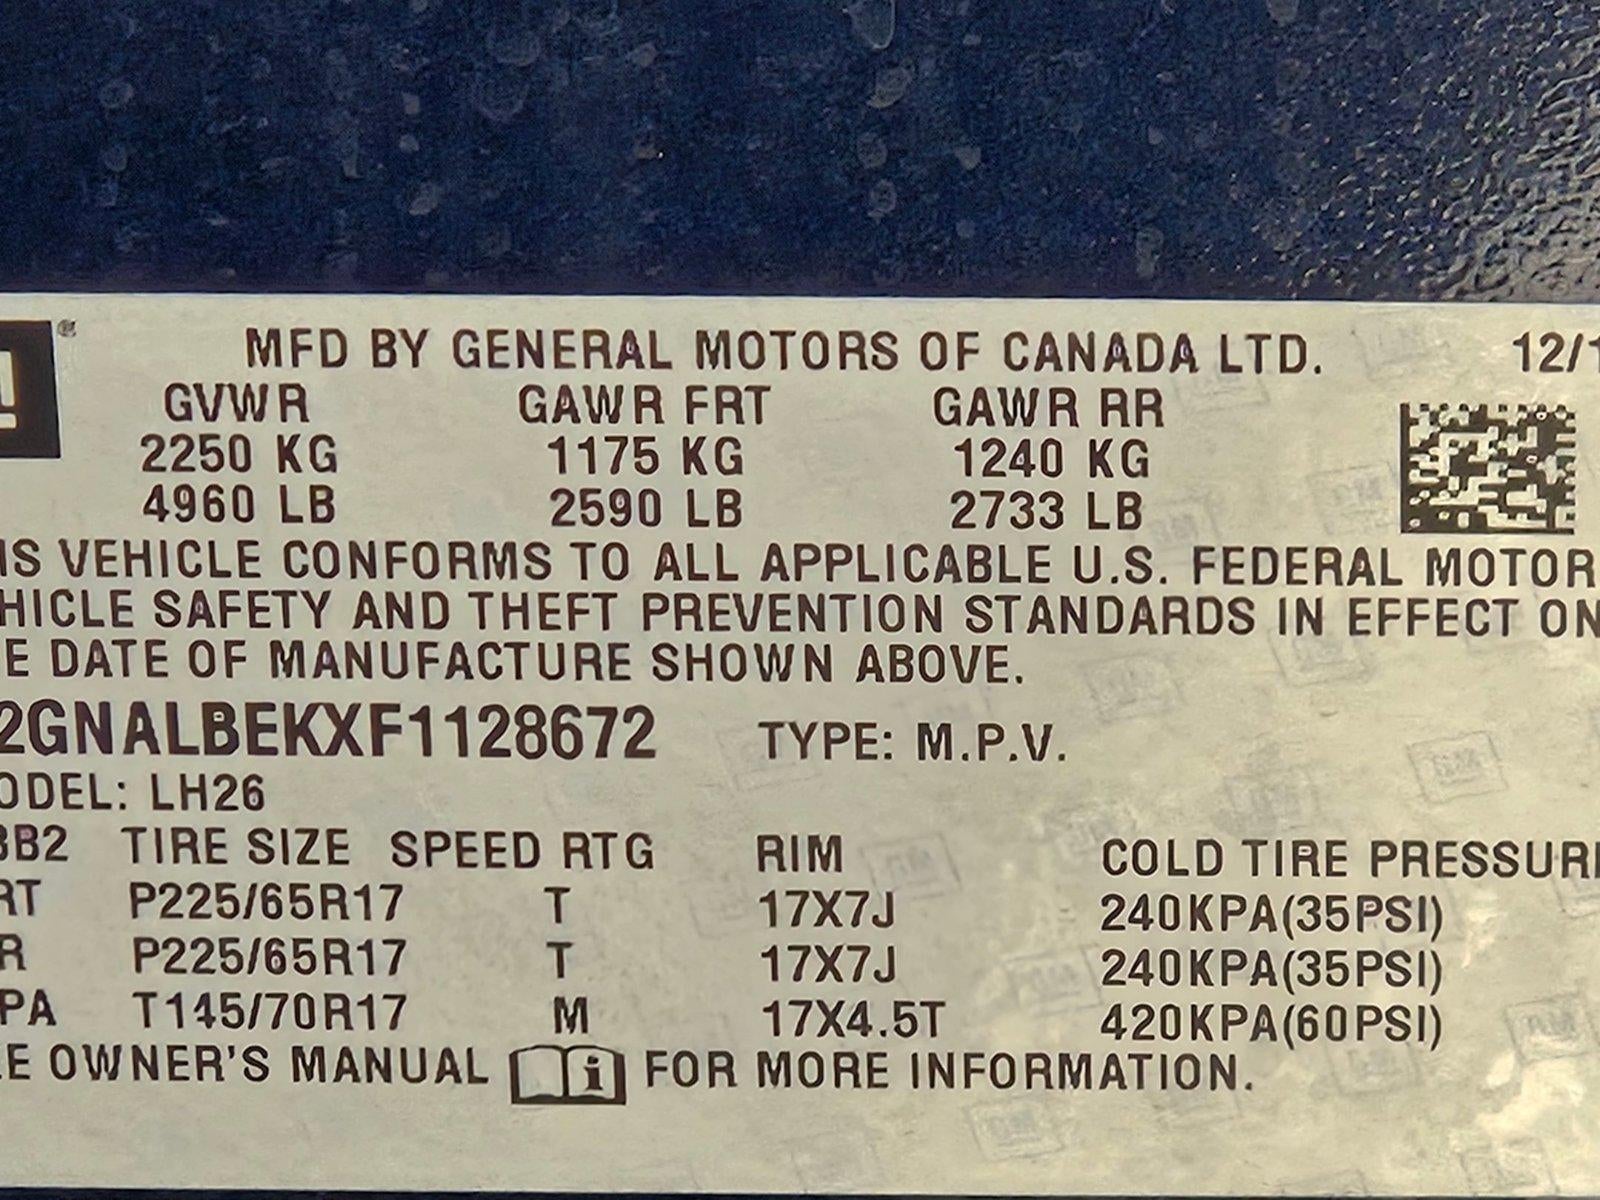 ®
MFD BY GENERAL MOTORS OF CANADA LTD. 12/1
GVWR GAWR FRT GAWR RR
2250 KG 1175 KG 1240 KG
4960 LB 2590 LB 2733 LB
IS VEHICLE CONFORMS TO ALL APPLICABLE U.S. FEDERAL MOTOR
HICLE SAFETY AND THEFT PREVENTION STANDARDS IN EFFECT ON
E DATE OF MANUFACTURE SHOWN ABOVE.
2GNALBEKXF1128672 TYPE: M.P.V.
ODEL: LH26
BB2 TIRE SIZE SPEED RTG RIM COLD TIRE PRESSUR
RT P225/65R17 T 17X7J 240KPA(35PSI)
R P225/65R17 T 17X7J 240KPA(35PSI)
PA T145/70R17 M 17X4.5T 420KPA(60PSI)
E OWNER'S MANUAL i FOR MORE INFORMATION.